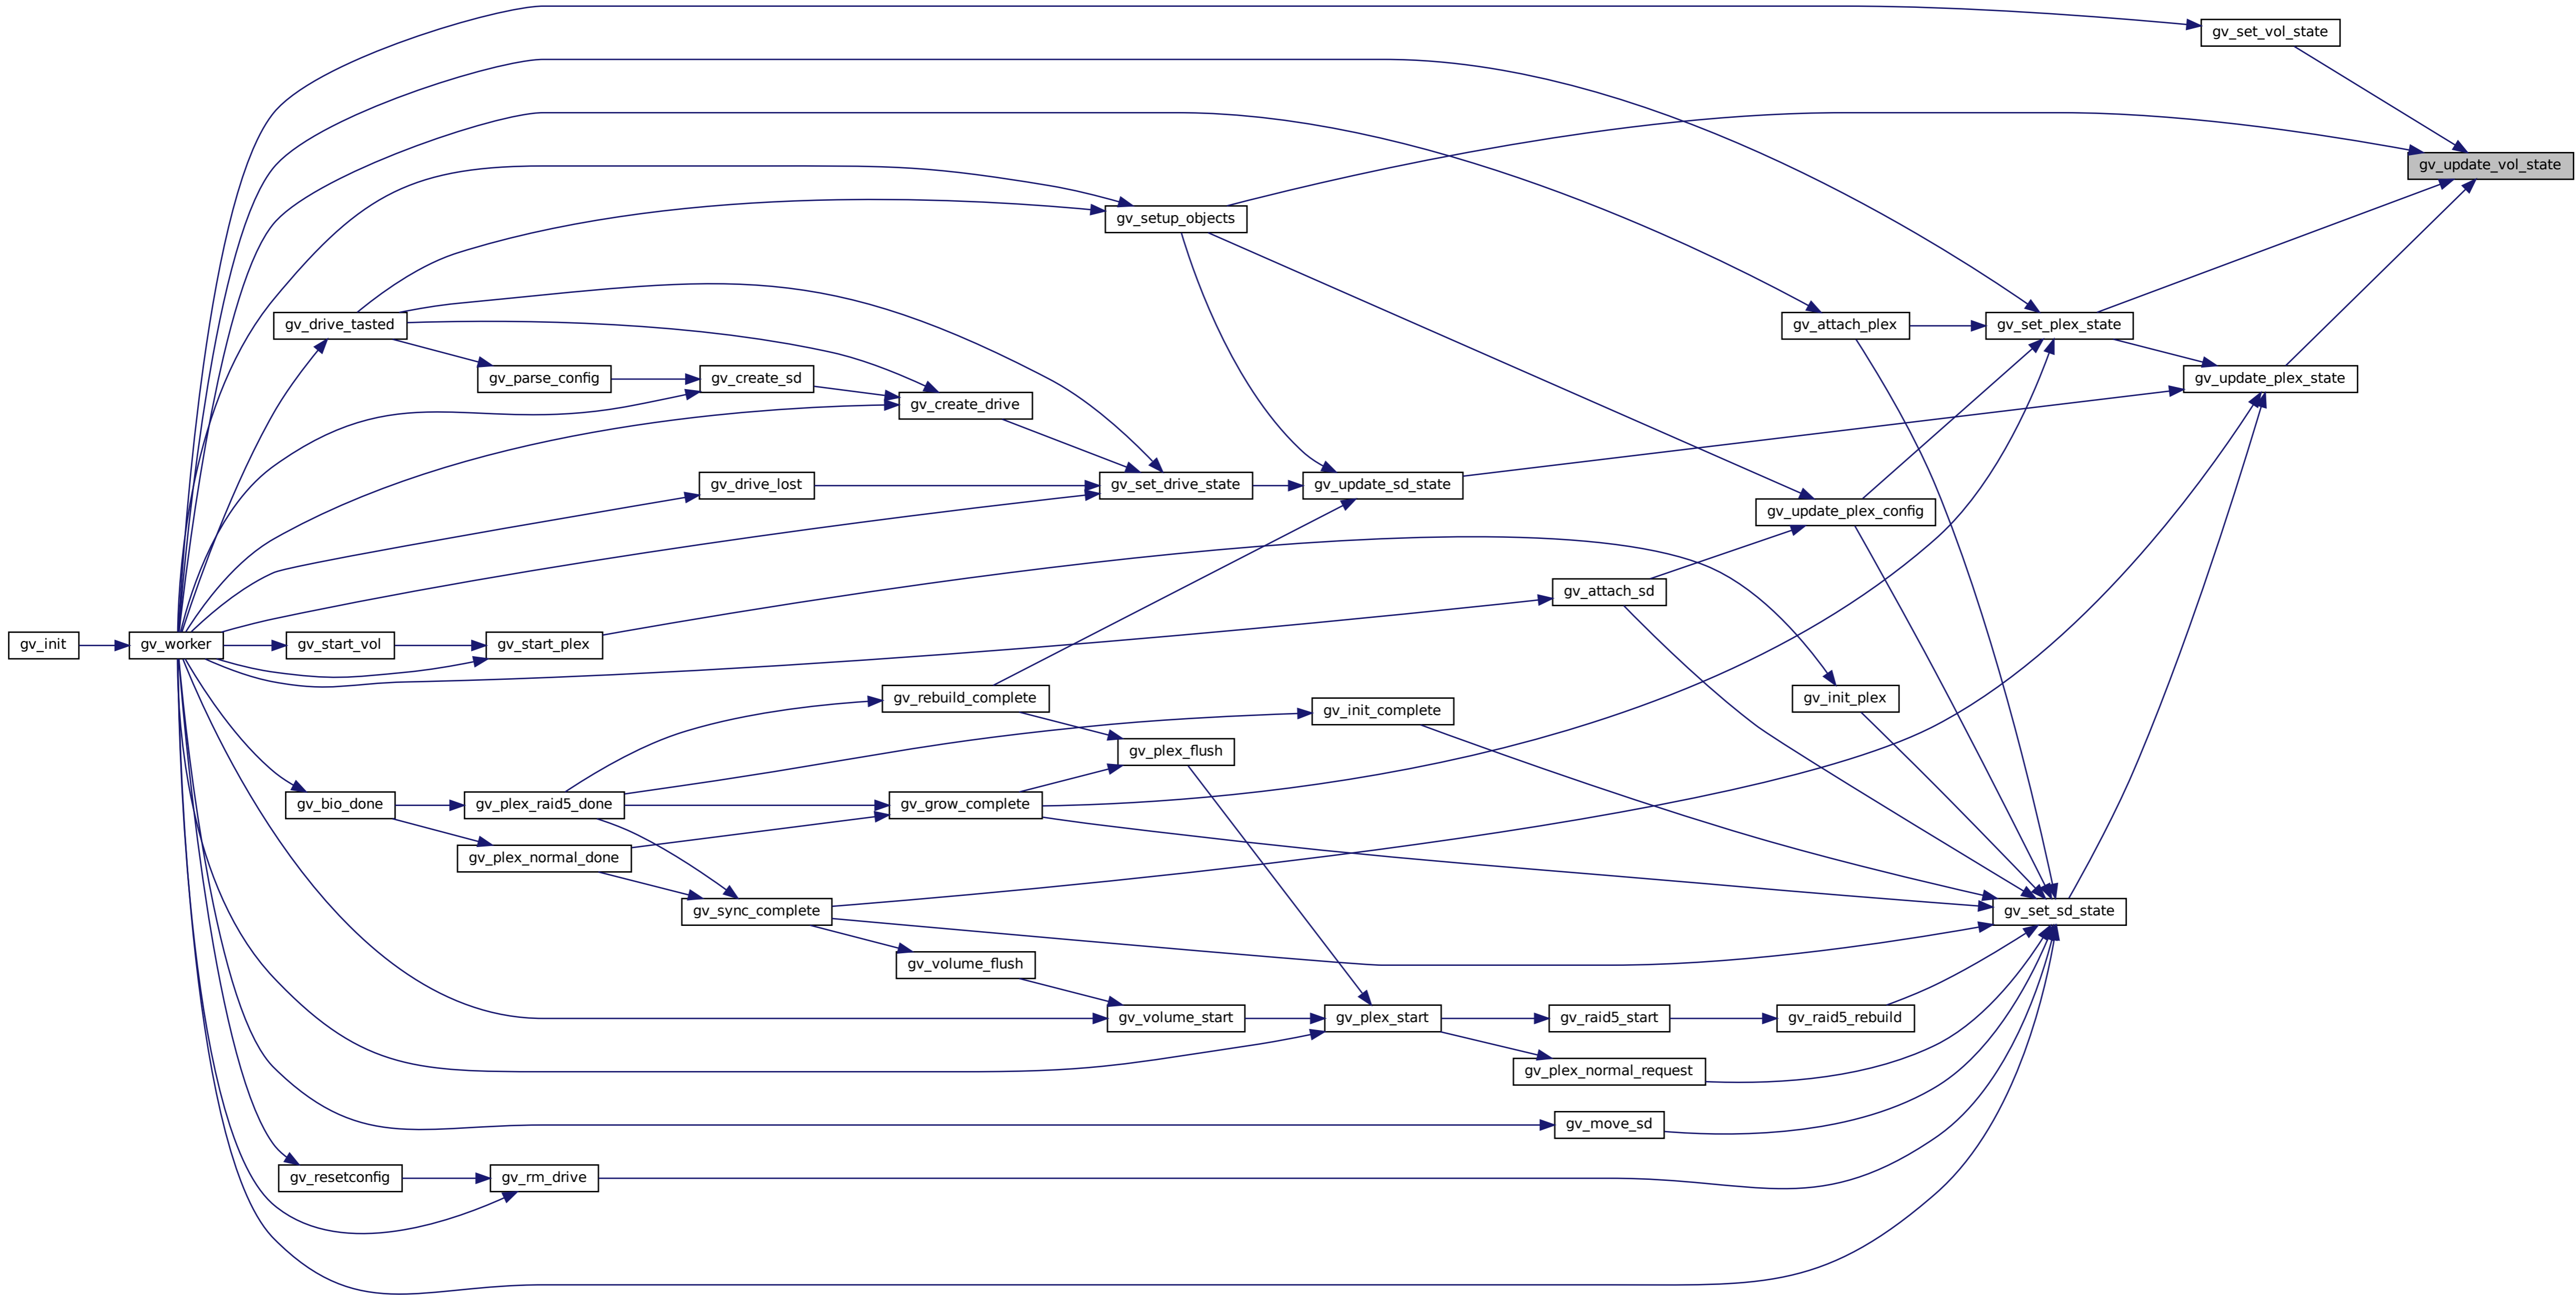 gv_set_vol_state
gv_update_vol_state
gv_setup_objects
gv_drive_tasted
gv_attach_plex
gv_set_plex_state
gv_parse_config
gv_create_sd
gv_update_plex_state
gv_create_drive
gv_drive_lost
gv_set_drive_state
gv_update_sd_state
gv_update_plex_config
gv_attach_sd
gv_init
gv_worker
gv_start_vol
gv_start_plex
gv_rebuild_complete
gv_init_plex
gv_init_complete
gv_plex_flush
gv_bio_done
gv_plex_raid5_done
gv_grow_complete
gv_plex_normal_done
gv_sync_complete
gv_set_sd_state
gv_volume_flush
gv_volume_start
gv_plex_start
gv_raid5_start
gv_raid5_rebuild
gv_plex_normal_request
gv_move_sd
gv_resetconfig
gv_rm_drive